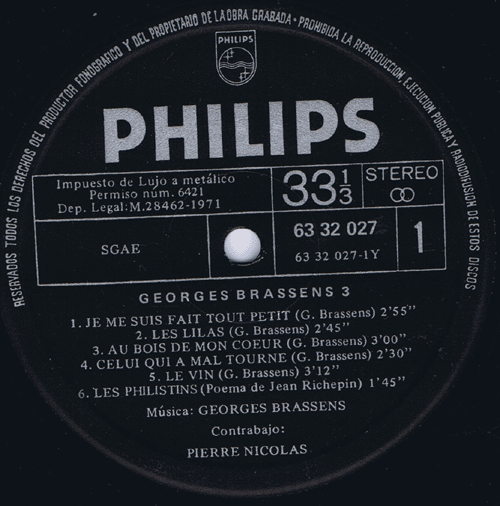 RESERVADOS TODOS LOS DERECHOS DEL PRODUCTOR FONOGRAFICO Y DEL PROPIETARIO DE LA OBRA GRABADA - PROHIBIDA LA REPRODUCCION, EJECUCION PUBLICA Y RADIODIFUSION DE ESTOS DISCOS
PHILIPS
PHILIPS
Impuesto de Lujo a metálico
Permiso núm. 6421
Dep. Legal: M.28462-1971
33 1/3
STEREO
SGAE
63 32 027
63 32 027-1Y
1
GEORGES BRASSENS 3
1. JE ME SUIS FAIT TOUT PETIT (G. Brassens) 2'55"
2. LES LILAS (G. Brassens) 2'45"
3. AU BOIS DE MON COEUR (G. Brassens) 3'00"
4. CELUI QUI A MAL TOURNE (G. Brassens) 2'30"
5. LE VIN (G. Brassens) 3'12"
6. LES PHILISTINS (Poema de Jean Richepin) 1'45"
Música: GEORGES BRASSENS
Contrabajo:
PIERRE NICOLAS